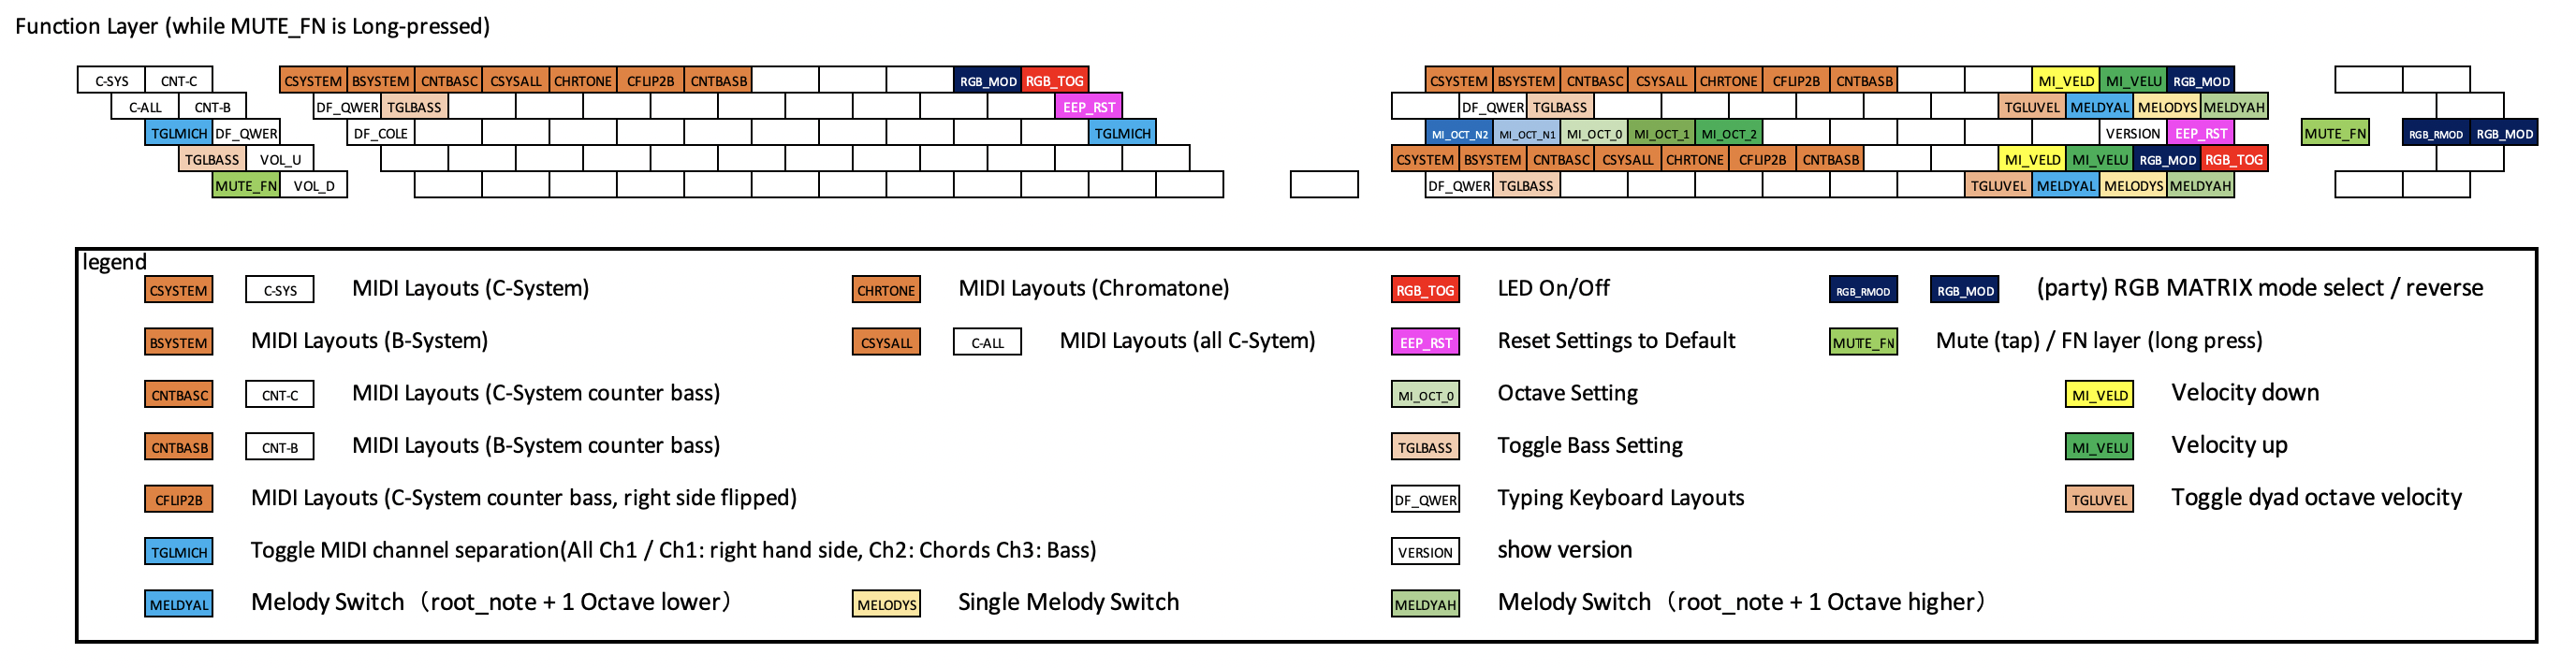 Function Layer (while MUTE_FN is Long-pressed)
C-SYS CNT-C CSYSTEM BSYSTEM CNTBASC CSYSALL CHRTONE CFLIP2B CNTBASB RGB_MOD RGB_TOG CSYSTEM BSYSTEM CNTBASC CSYSALL CHRTONE CFLIP2B CNTBASB MI_VELD MI_VELU RGB_MOD
C-ALL CNT-B DF_QWER TGLBASS EEP_RST DF_QWER TGLBASS TGLUVEL MELDYAL MELODYS MELDYAH
TGLMICH DF_QWER DF_COLE TGLMICH MI_OCT_N2 MI_OCT_N1 MI_OCT_0 MI_OCT_1 MI_OCT_2 VERSION EEP_RST MUTE_FN RGB_RMOD RGB_MOD
TGLBASS VOL_U CSYSTEM BSYSTEM CNTBASC CSYSALL CHRTONE CFLIP2B CNTBASB MI_VELD MI_VELU RGB_MOD RGB_TOG
MUTE_FN VOL_D DF_QWER TGLBASS TGLUVEL MELDYAL MELODYS MELDYAH
legend
CSYSTEM C-SYS MIDI Layouts (C-System) CHRTONE MIDI Layouts (Chromatone) RGB_TOG LED On/Off RGB_RMOD RGB_MOD (party) RGB MATRIX mode select / reverse
BSYSTEM MIDI Layouts (B-System) CSYSALL C-ALL MIDI Layouts (all C-Sytem) EEP_RST Reset Settings to Default MUTE_FN Mute (tap) / FN layer (long press)
CNTBASC CNT-C MIDI Layouts (C-System counter bass) MI_OCT_0 Octave Setting MI_VELD Velocity down
CNTBASB CNT-B MIDI Layouts (B-System counter bass) TGLBASS Toggle Bass Setting MI_VELU Velocity up
CFLIP2B MIDI Layouts (C-System counter bass, right side flipped) DF_QWER Typing Keyboard Layouts TGLUVEL Toggle dyad octave velocity
TGLMICH Toggle MIDI channel separation(All Ch1 / Ch1: right hand side, Ch2: Chords Ch3: Bass) VERSION show version
MELDYAL Melody Switch（root_note + 1 Octave lower） MELODYS Single Melody Switch MELDYAH Melody Switch（root_note + 1 Octave higher）